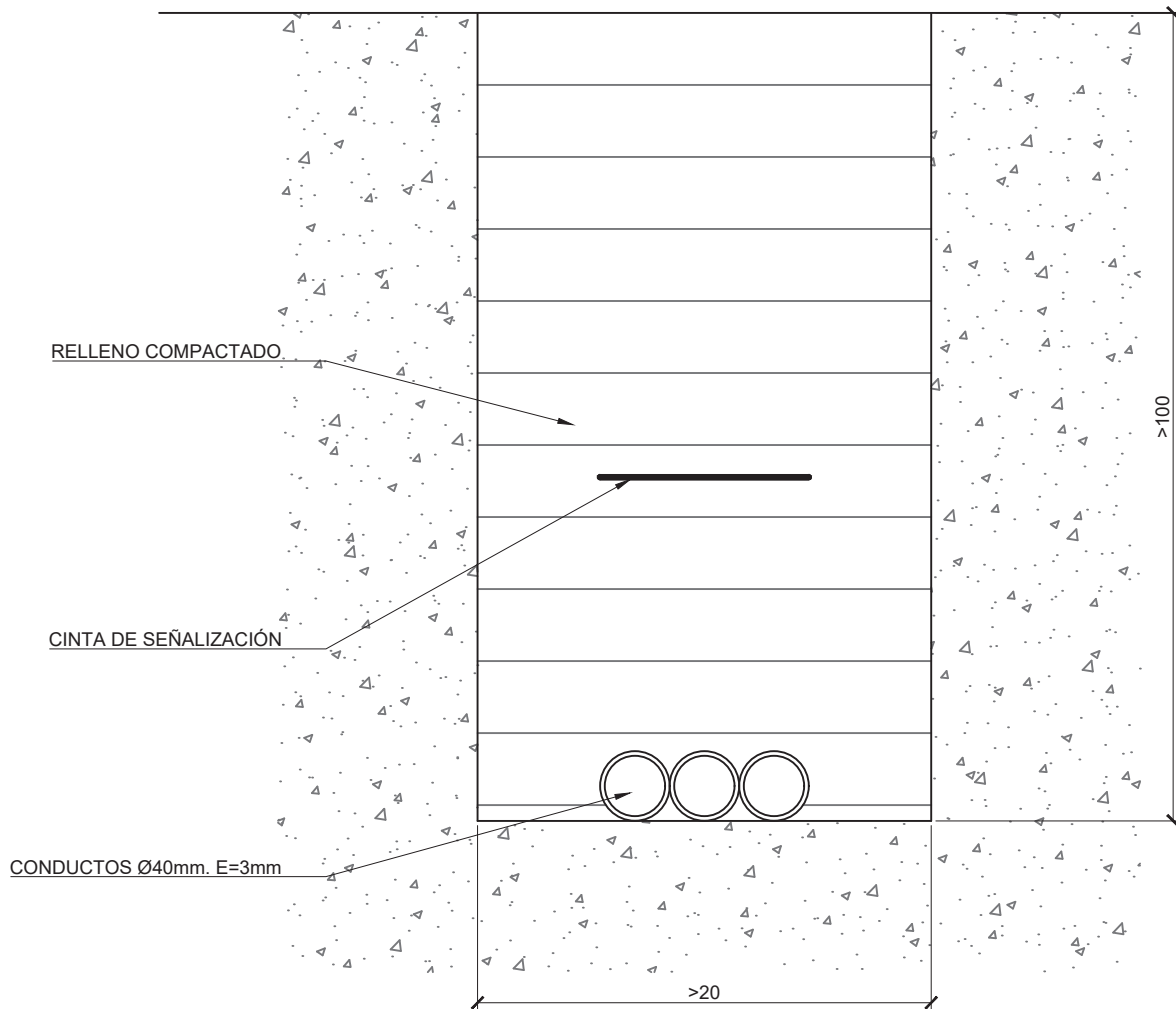 RELLENO COMPACTADO
>100
CINTA DE SEÑALIZACIÓN
CONDUCTOS Ø40mm. E=3mm
>20